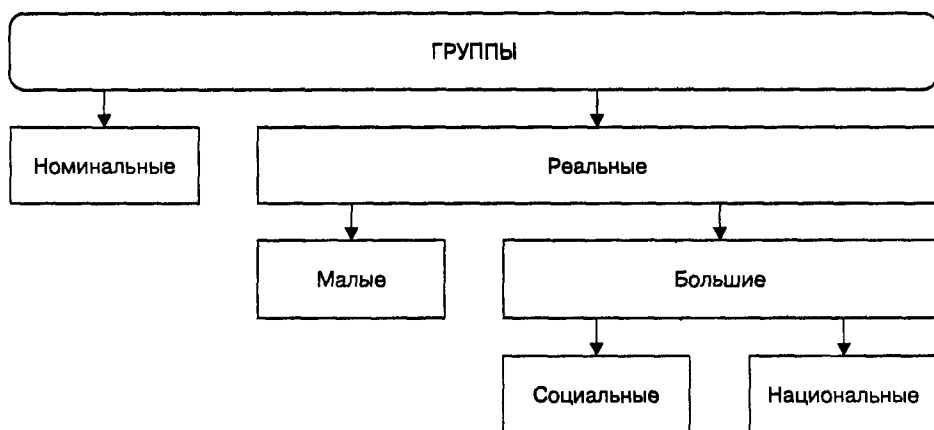 ГРУППЫ
Номинальные
Реальные
Малые
Большие
Социальные
Национальные